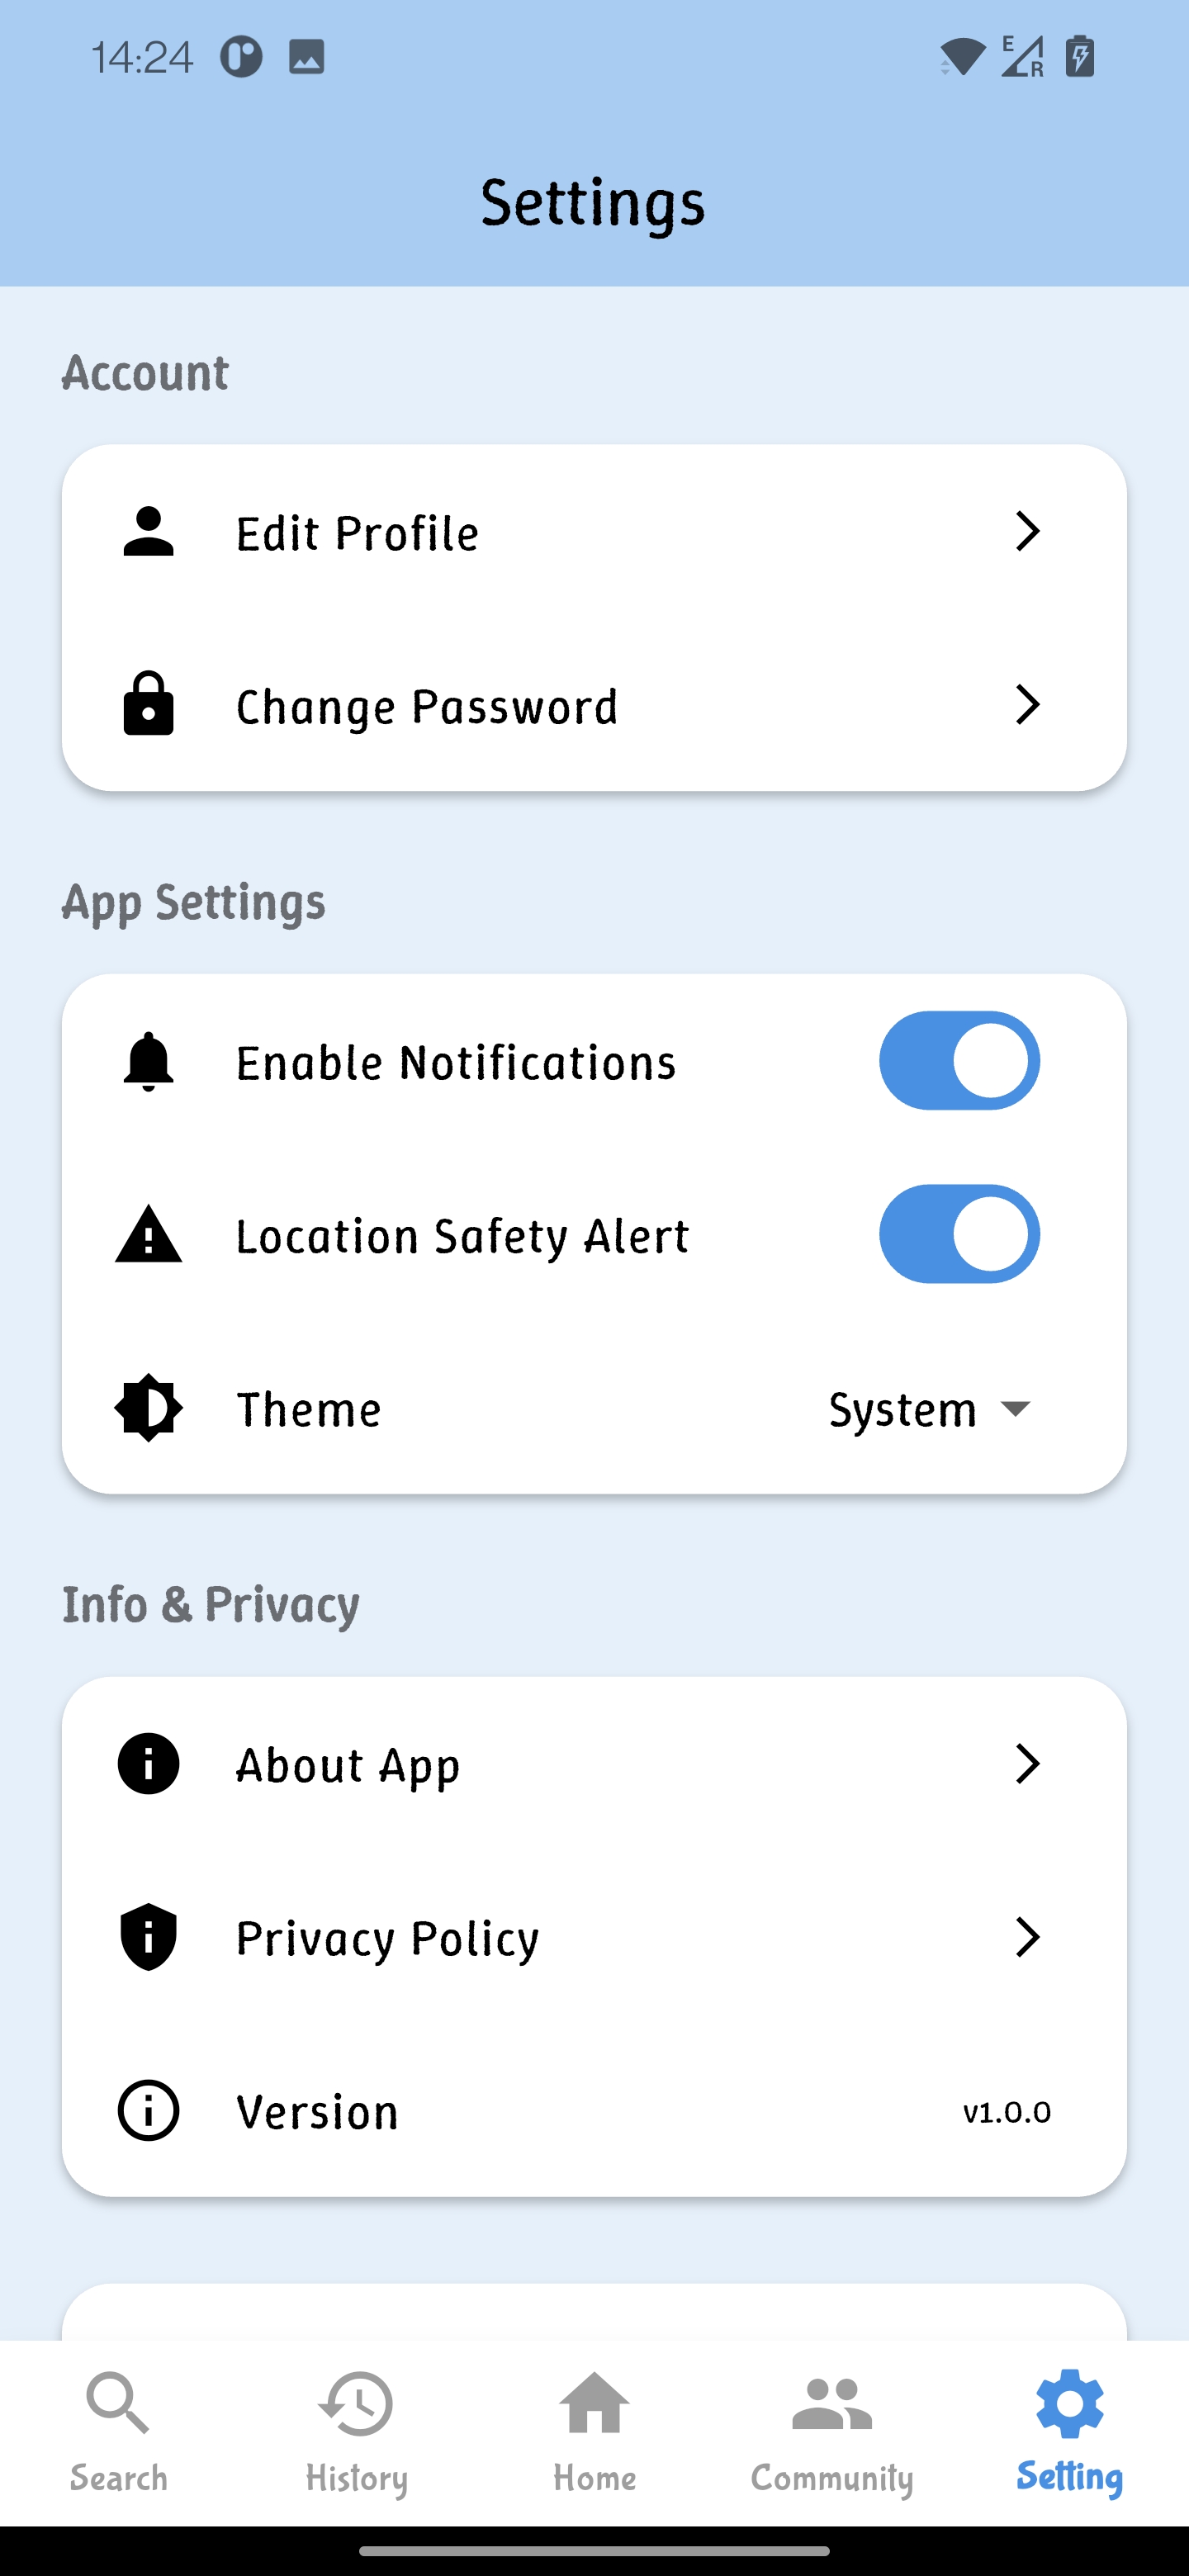 14:24
E
R
Settings
Account
Edit Profile
Change Password
App Settings
Enable Notifications
Location Safety Alert
Theme
System
Info & Privacy
About App
Privacy Policy
Version
v1.0.0
Search
History
Home
Community
Setting